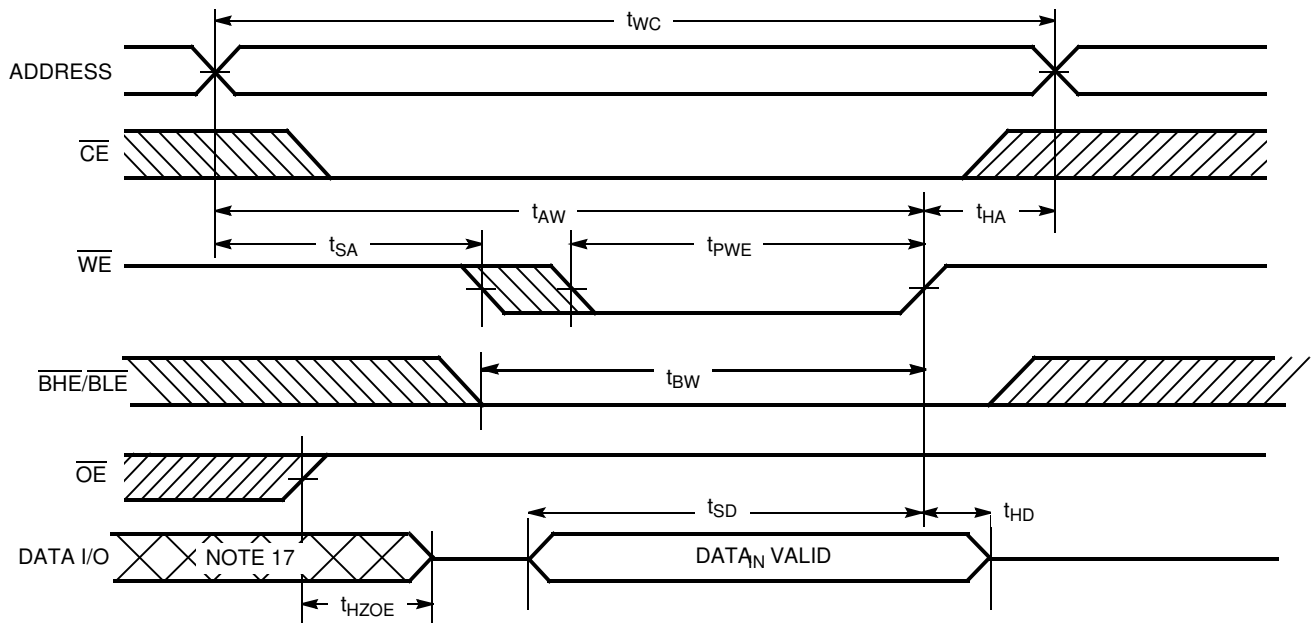 tWC
ADDRESS
CE
tAW
tHA
tSA
tPWE
WE
BHE/BLE
tBW
OE
tSD
tHD
DATA I/O
NOTE 17
DATAIN VALID
tHZOE